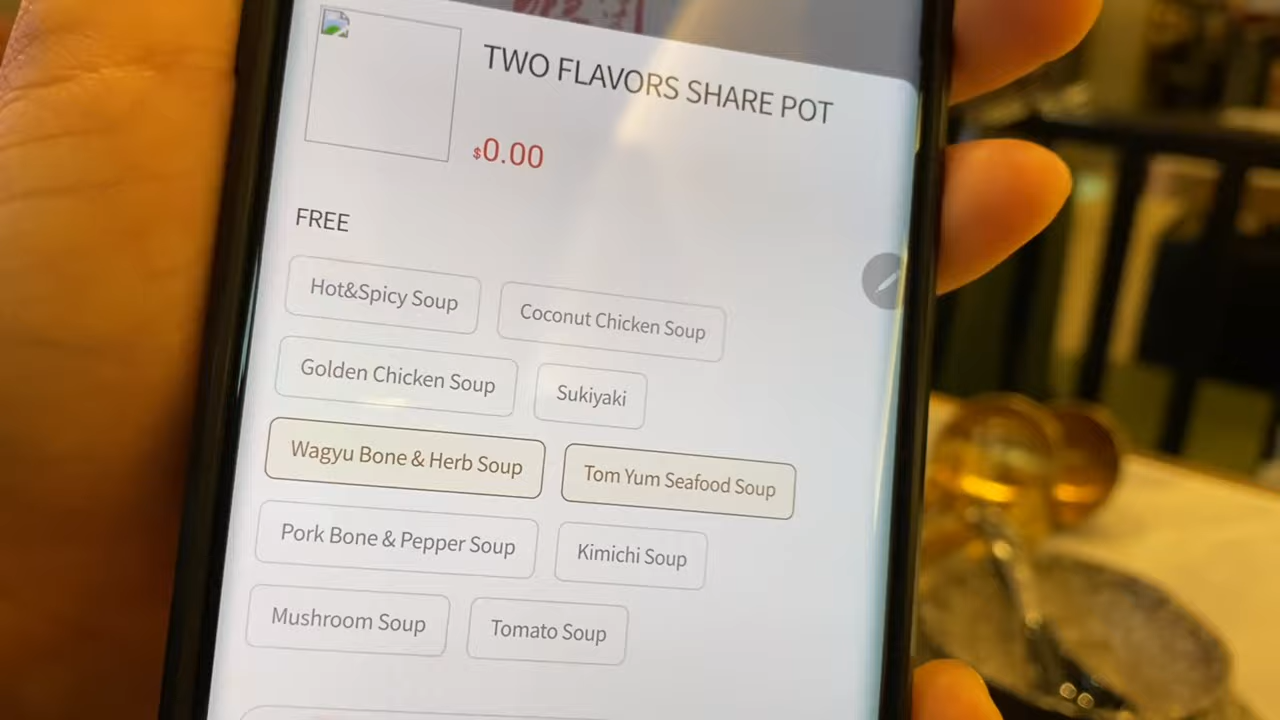 TWO FLAVORS SHARE POT
$0.00
FREE
Hot&Spicy Soup
Coconut Chicken Soup
Golden Chicken Soup
Sukiyaki
Wagyu Bone & Herb Soup
Tom Yum Seafood Soup
Pork Bone & Pepper Soup
Kimichi Soup
Mushroom Soup
Tomato Soup